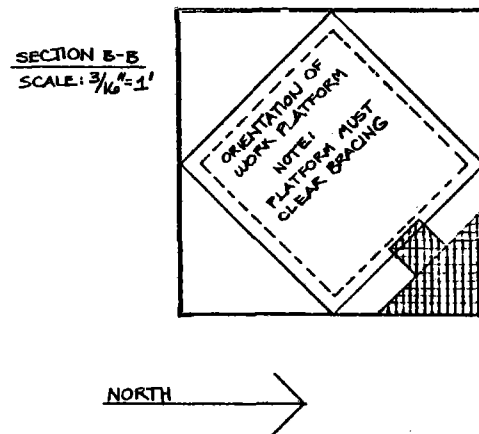 SECTION B-B
SCALE: 3/16"=1'
ORIENTATION OF
WORK PLATFORM
NOTE:
PLATFORM MUST
CLEAR BRACING
NORTH